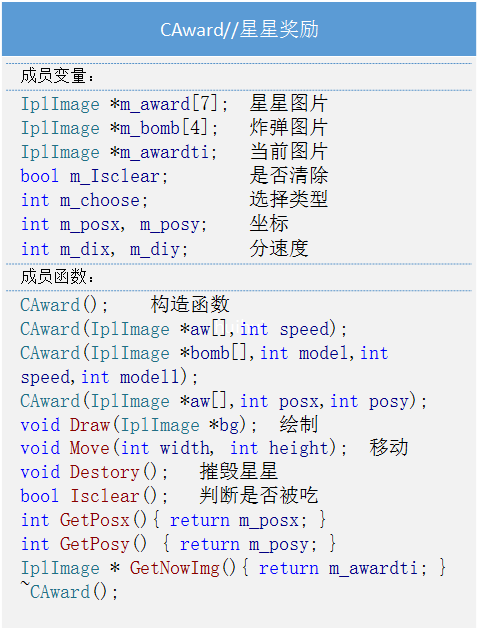 CAward//星星奖励
成员变量：
IplImage *m_award[7]; 星星图片
IplImage *m_bomb[4]; 炸弹图片
IplImage *m_awardti; 当前图片
bool m_Isclear; 是否清除
int m_choose; 选择类型
int m_posx, m_posy; 坐标
int m_dix, m_diy; 分速度
成员函数：
CAward(); 构造函数
CAward(IplImage *aw[],int speed);
CAward(IplImage *bomb[],int model,int
speed,int modell);
CAward(IplImage *aw[],int posx,int posy);
void Draw(IplImage *bg); 绘制
void Move(int width, int height); 移动
void Destory(); 摧毁星星
bool Isclear(); 判断是否被吃
int GetPosx(){ return m_posx; }
int GetPosy() { return m_posy; }
IplImage * GetNowImg(){ return m_awardti; }
~CAward();